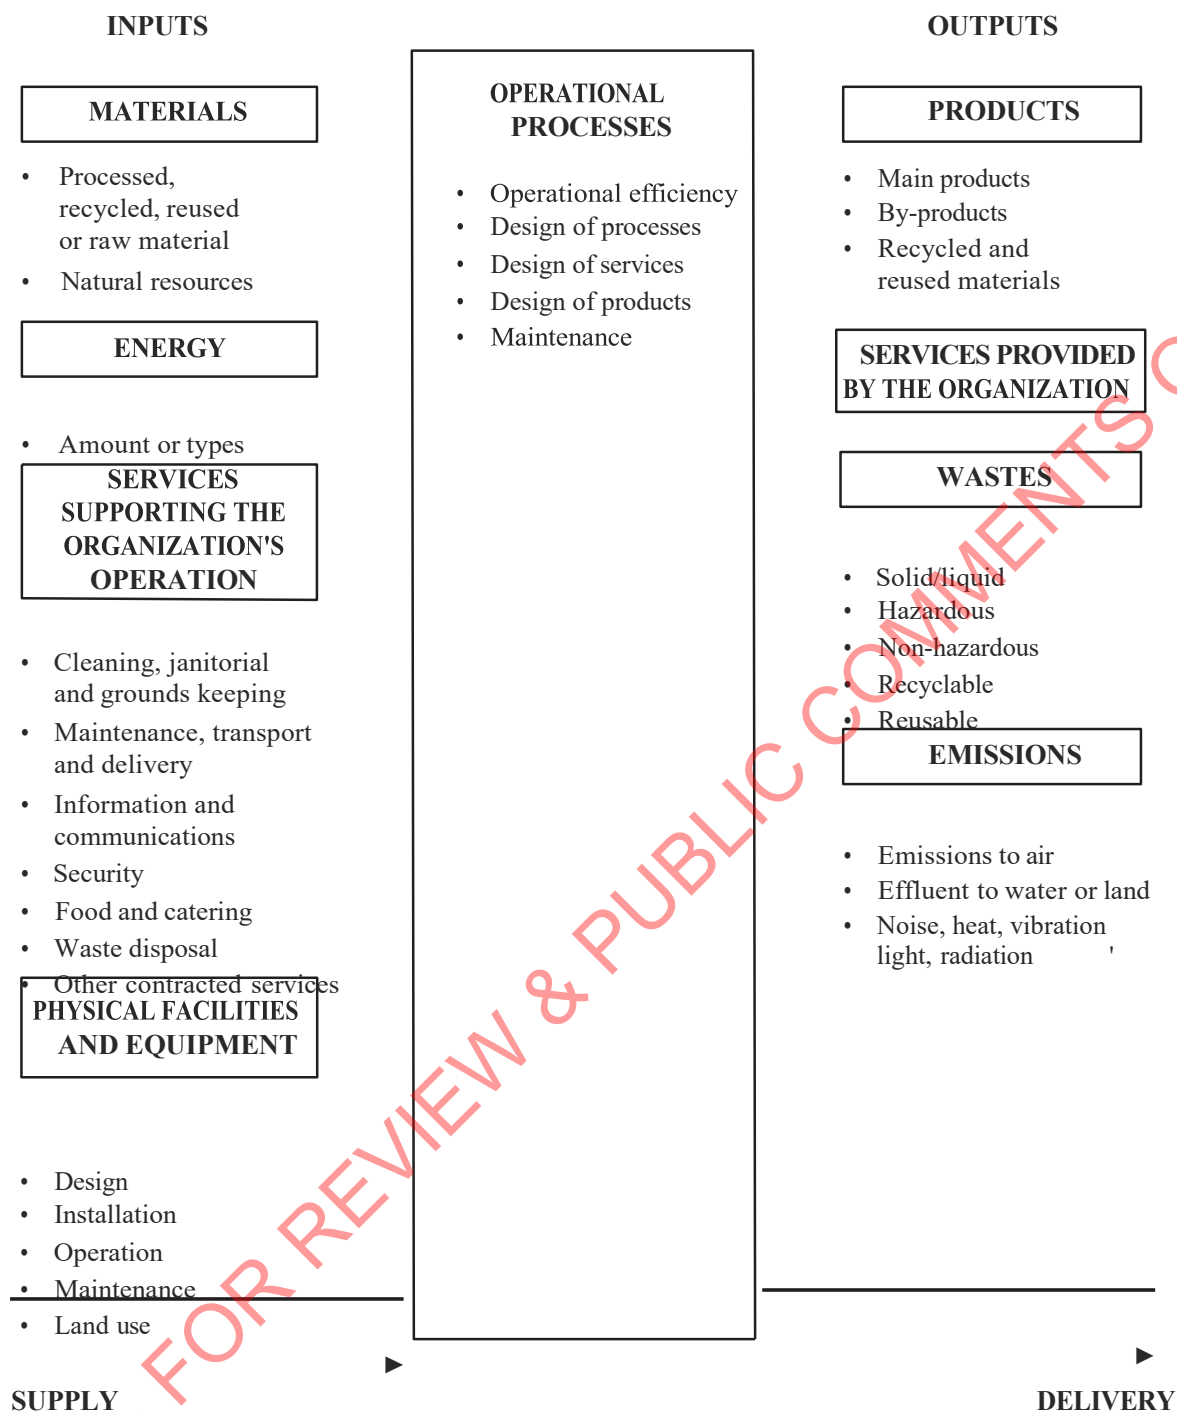 INPUTS
MATERIALS
• Processed,
recycled, reused
or raw material
• Natural resources
ENERGY
• Amount or types
SERVICES
SUPPORTING THE
ORGANIZATION'S
OPERATION
• Cleaning, janitorial
and grounds keeping
• Maintenance, transport
and delivery
• Information and
communications
• Security
• Food and catering
• Waste disposal
• Other contracted services
PHYSICAL FACILITIES
AND EQUIPMENT
• Design
• Installation
• Operation
• Maintenance
• Land use
SUPPLY
OPERATIONAL
PROCESSES
• Operational efficiency
• Design of processes
• Design of services
• Design of products
• Maintenance
OUTPUTS
PRODUCTS
• Main products
• By-products
• Recycled and
reused materials
SERVICES PROVIDED
BY THE ORGANIZATION
WASTES
• Solid/liquid
• Hazardous
• Non-hazardous
• Recyclable
• Reusable
EMISSIONS
• Emissions to air
• Effluent to water or land
• Noise, heat, vibration
light, radiation '
DELIVERY
FOR REVIEW & PUBLIC COMMENTS